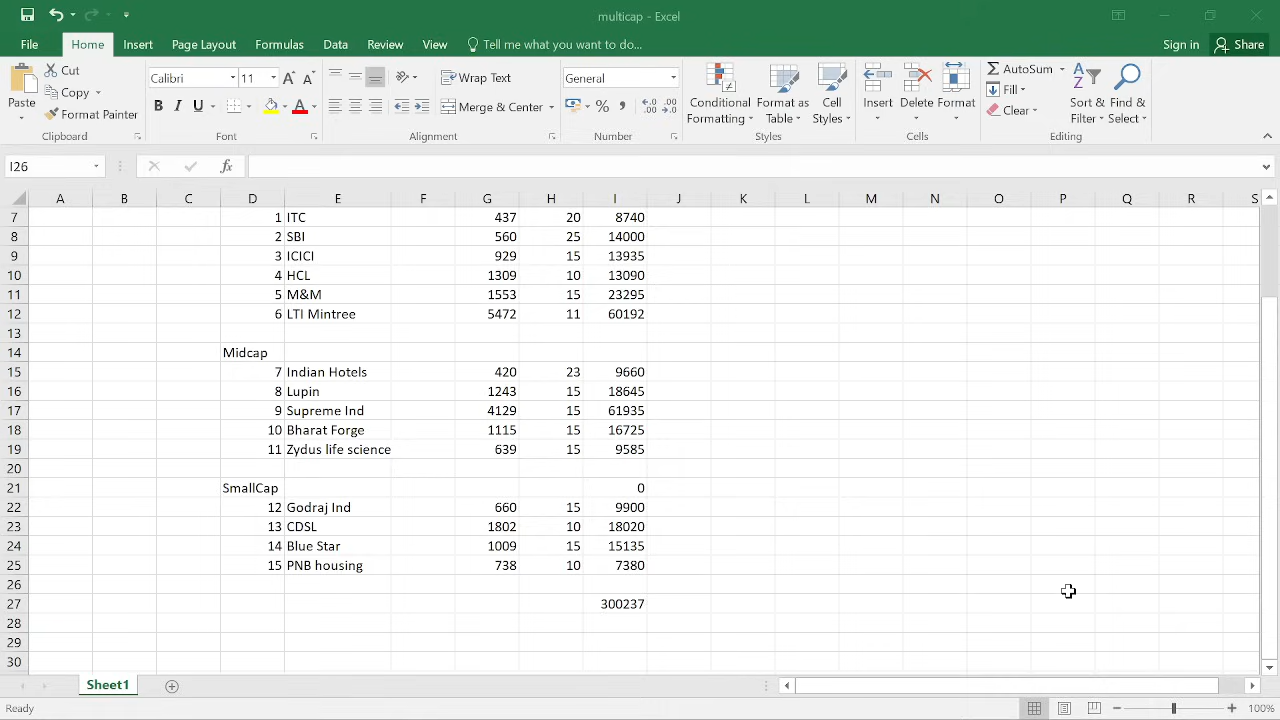 multicap - Excel
File Home Insert Page Layout Formulas Data Review View Tell me what you want to do... Sign in Share
Paste Cut Copy Format Painter Clipboard
Calibri 11 A A B I U A Font
Wrap Text Merge & Center Alignment
General % , .0 .00 .00 .0 Number
Conditional Formatting Format as Table Cell Styles Styles
Insert Delete Format Cells
AutoSum Fill Clear Sort & Filter Find & Select Editing
I26 fx
A B C D E F G H I J K L M N O P Q R S
7 1 ITC 437 20 8740
8 2 SBI 560 25 14000
9 3 ICICI 929 15 13935
10 4 HCL 1309 10 13090
11 5 M&M 1553 15 23295
12 6 LTI Mintree 5472 11 60192
13
14 Midcap
15 7 Indian Hotels 420 23 9660
16 8 Lupin 1243 15 18645
17 9 Supreme Ind 4129 15 61935
18 10 Bharat Forge 1115 15 16725
19 11 Zydus life science 639 15 9585
20
21 SmallCap 0
22 12 Godraj Ind 660 15 9900
23 13 CDSL 1802 10 18020
24 14 Blue Star 1009 15 15135
25 15 PNB housing 738 10 7380
26
27 300237
28
29
30
Sheet1
Ready 100%